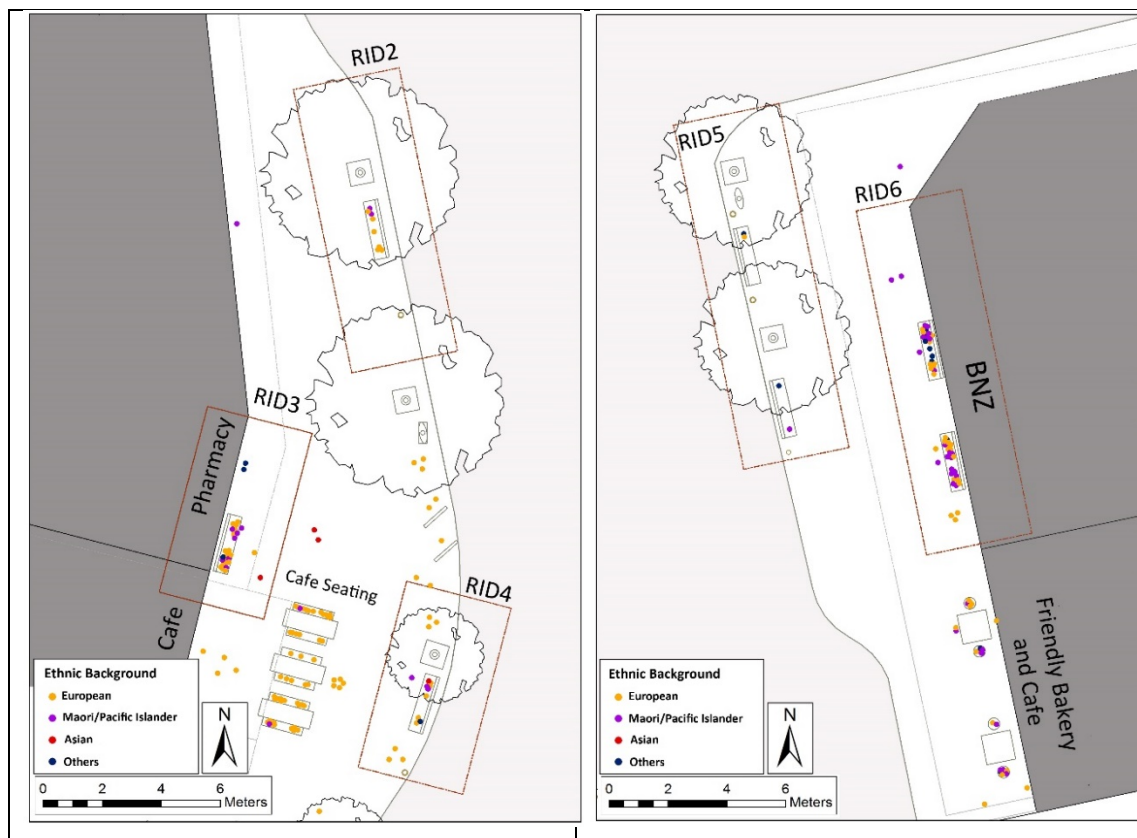 RID2
RID3
Pharmacy
Cafe
Cafe Seating
RID4
Ethnic Background
European
Maori/Pacific Islander
Asian
Others
N
0 2 4 6
Meters
RID5
RID6
BNZ
Friendly Bakery
and Cafe
Ethnic Background
European
Maori/Pacific Islander
Asian
Others
N
0 2 4 6
Meters